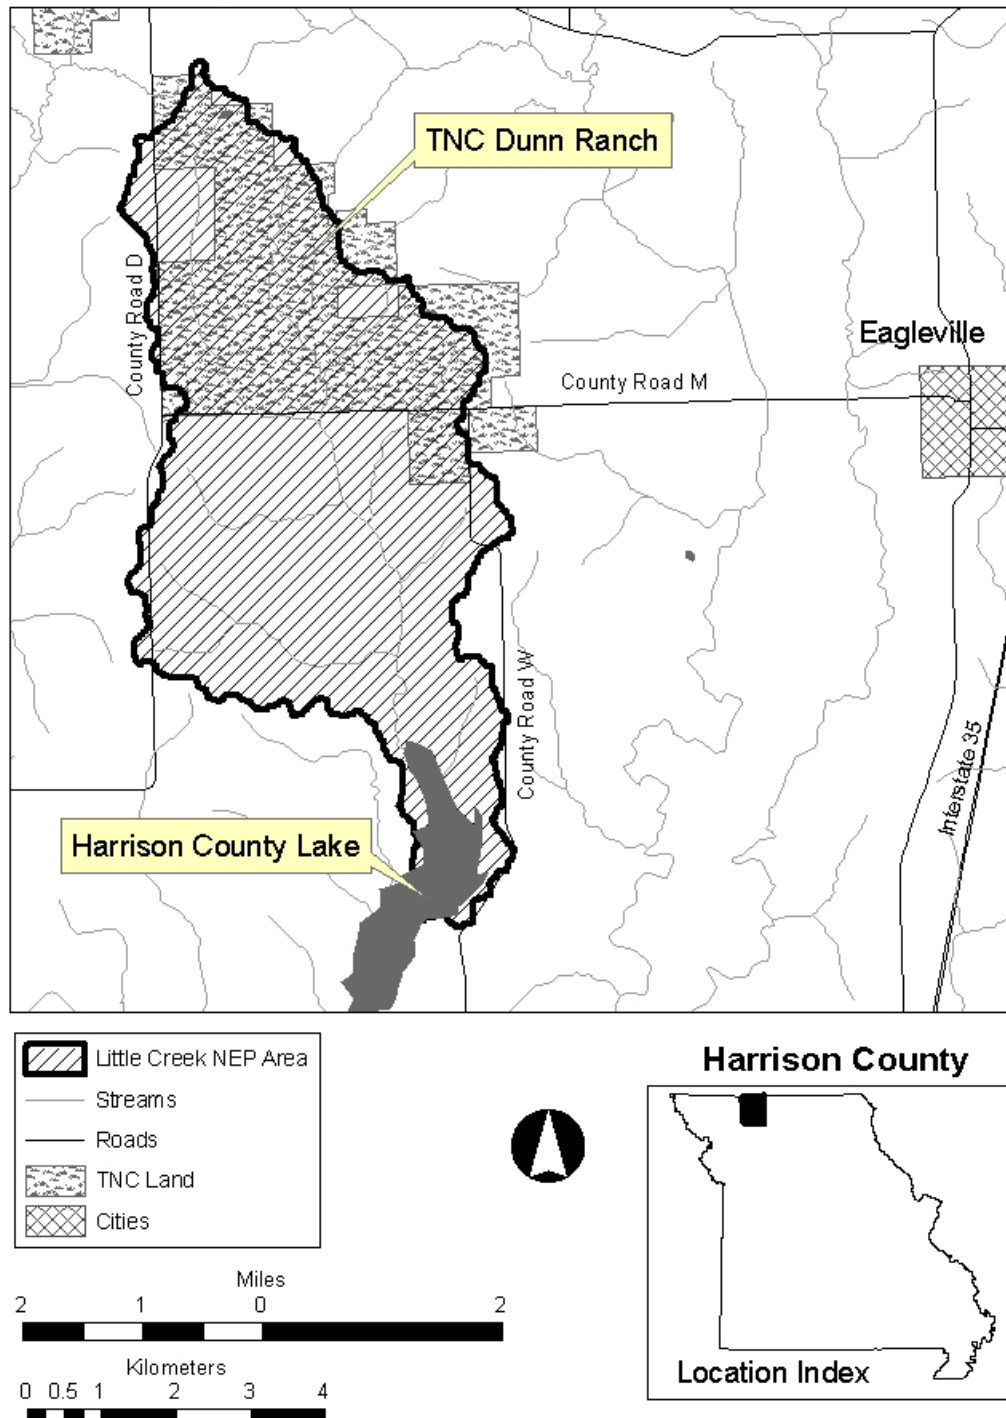 TNC Dunn Ranch
County Road D
Eagleville
County Road M
County Road W
Interstate 35
Harrison County Lake
Little Creek NEP Area
Streams
Roads
TNC Land
Cities
Harrison County
Location Index
Miles
2 1 0 2
Kilometers
0 0.5 1 2 3 4